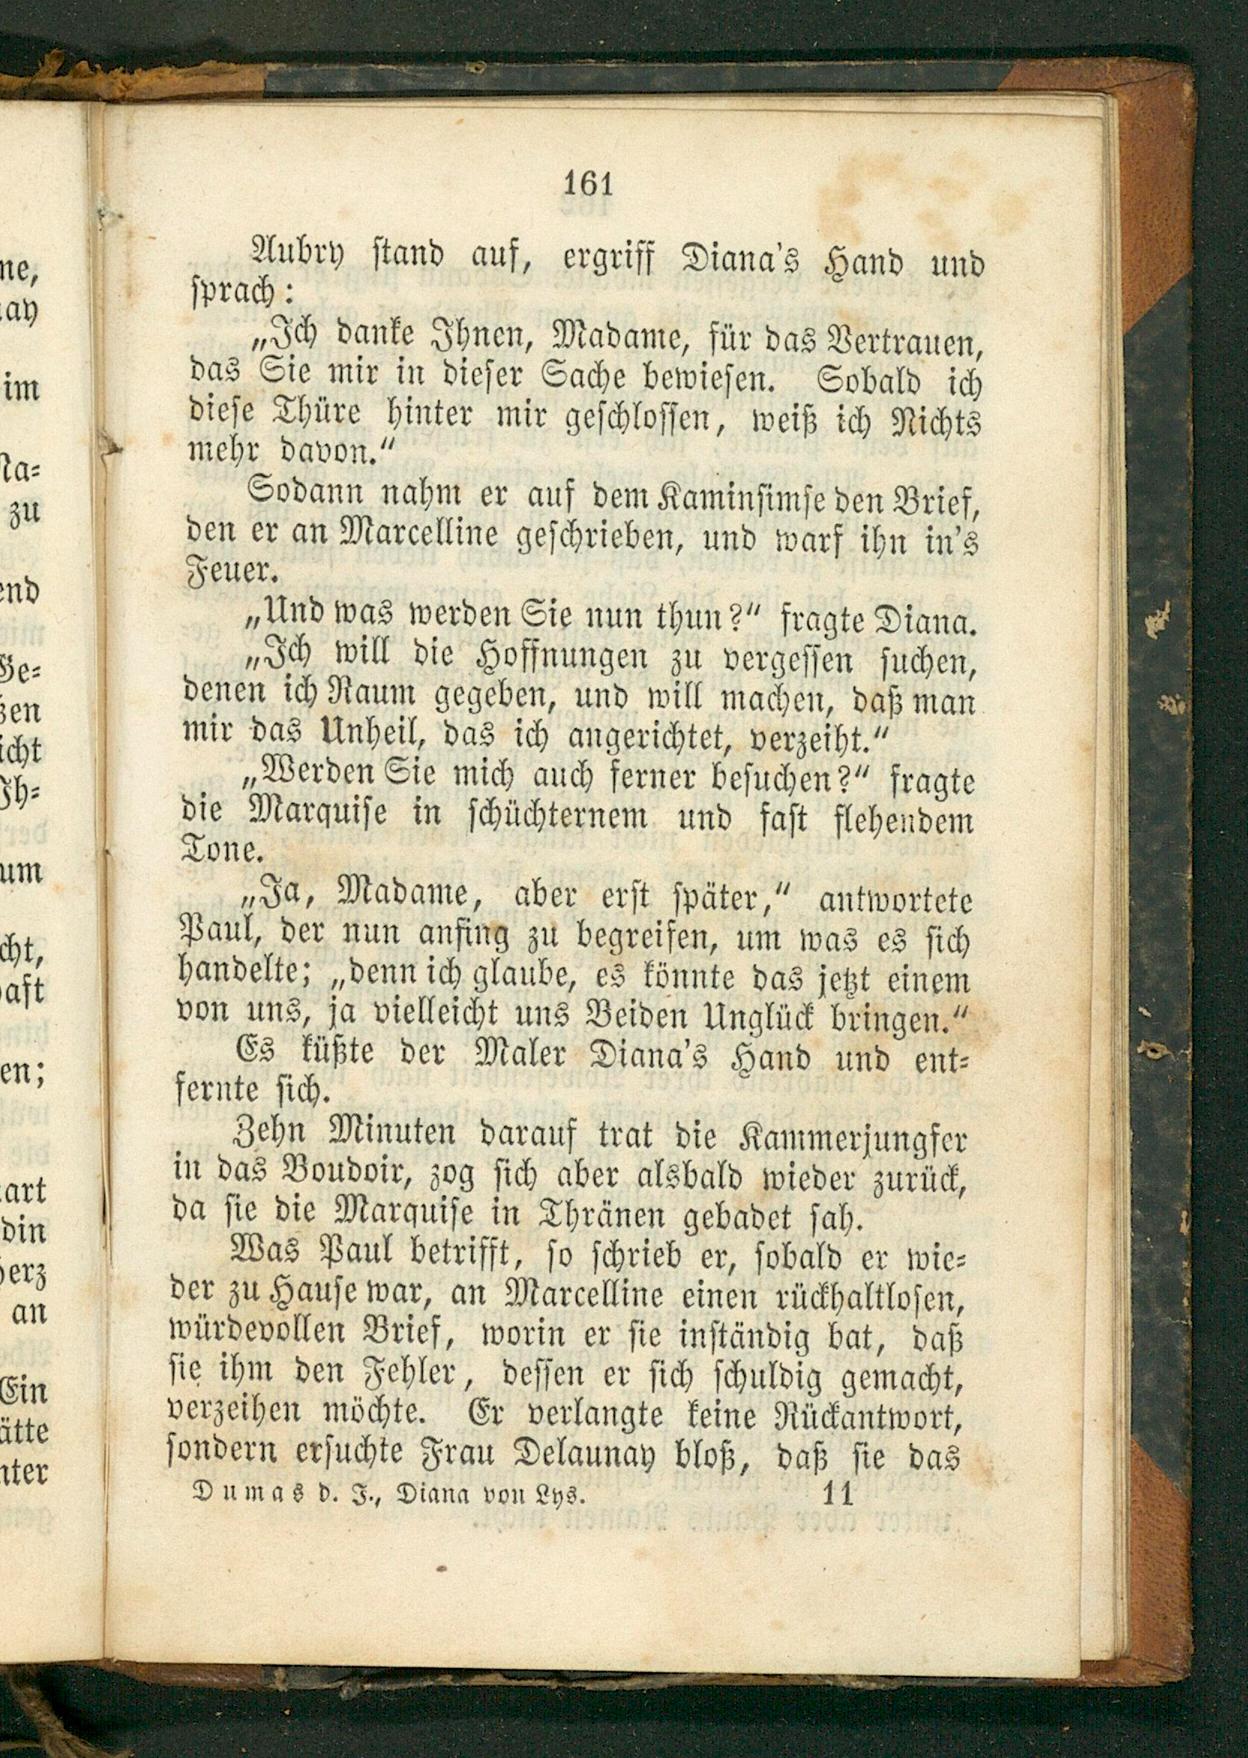 161
Aubry stand auf, ergriff Diana's Hand und
sprach:
„Ich danke Ihnen, Madame, für das Vertrauen,
das Sie mir in dieser Sache bewiesen. Sobald ich
diese Thüre hinter mir geschlossen, weiß ich Nichts
mehr davon.“
Sodann nahm er auf dem Kaminsimse den Brief,
den er an Marcelline geschrieben, und warf ihn in's
Feuer.
„Und was werden Sie nun thun?“ fragte Diana.
„Ich will die Hoffnungen zu vergessen suchen,
denen ich Raum gegeben, und will machen, daß man
mir das Unheil, das ich angerichtet, verzeiht.“
„Werden Sie mich auch ferner besuchen?“ fragte
die Marquise in schüchternem und fast flehendem
Tone.
„Ja, Madame, aber erst später,“ antwortete
Paul, der nun anfing zu begreifen, um was es sich
handelte; „denn ich glaube, es könnte das jetzt einem
von uns, ja vielleicht uns Beiden Unglück bringen.“
Es küßte der Maler Diana's Hand und ent-
fernte sich.
Zehn Minuten darauf trat die Kammerjungfer
in das Boudoir, zog sich aber alsbald wieder zurück,
da sie die Marquise in Thränen gebadet sah.
Was Paul betrifft, so schrieb er, sobald er wie-
der zu Hause war, an Marcelline einen rückhaltlosen,
würdevollen Brief, worin er sie inständig bat, daß
sie ihm den Fehler, dessen er sich schuldig gemacht,
verzeihen möchte. Er verlangte keine Rückantwort,
sondern ersuchte Frau Delaunay bloß, daß sie das
Dumas d. J., Diana von Lys. 11